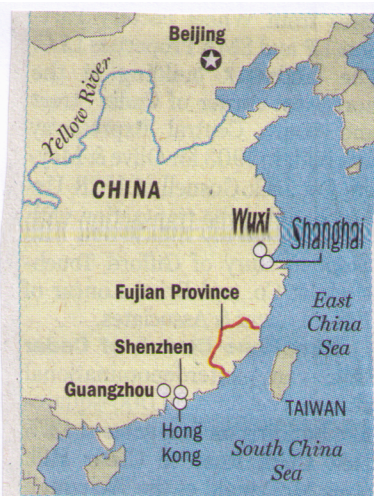 Beijing
Yellow River
CHINA
Wuxi
Shanghai
Fujian Province
East
China
Sea
Shenzhen
Guangzhou
TAIWAN
Hong
Kong
South China
Sea